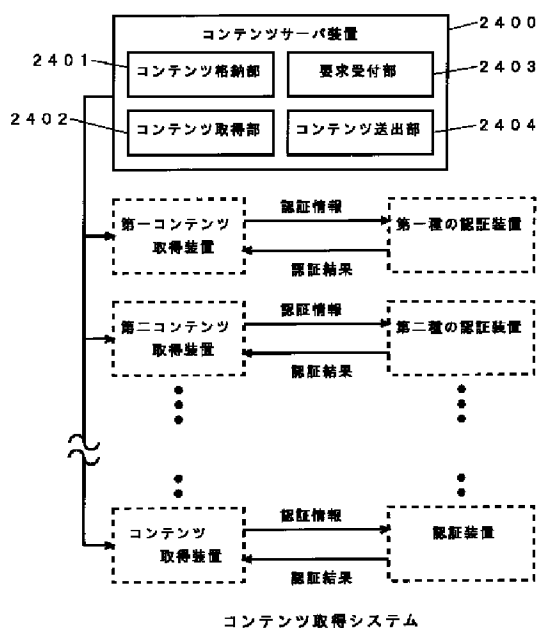 コンテンツサーバ装置
2400
2401
コンテンツ格納部
要求受付部
2403
2402
コンテンツ取得部
コンテンツ送出部
2404
第一コンテンツ
取得装置
認証情報
認証結果
第一種の認証装置
第二コンテンツ
取得装置
認証情報
認証結果
第二種の認証装置
コンテンツ
取得装置
認証情報
認証結果
認証装置
コンテンツ取得システム